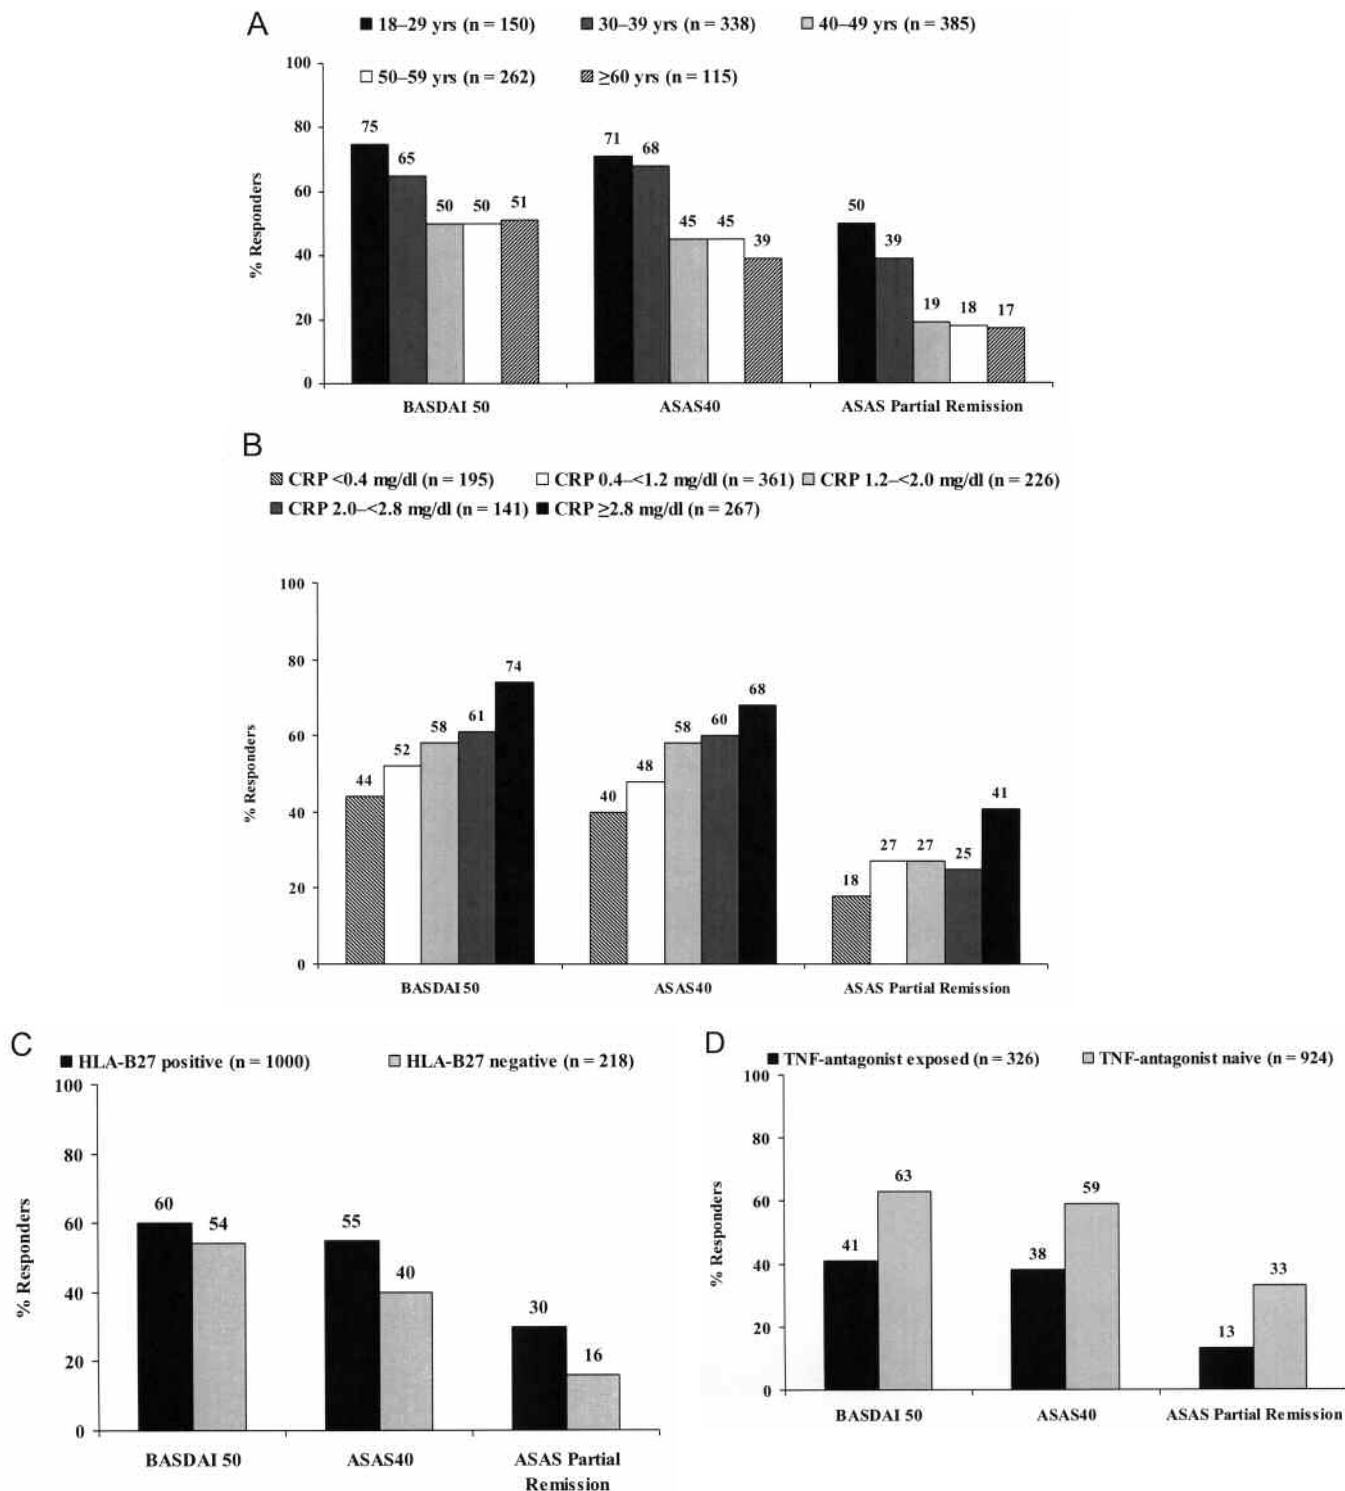 A
18–29 yrs (n = 150) 30–39 yrs (n = 338) 40–49 yrs (n = 385)
50–59 yrs (n = 262) ≥60 yrs (n = 115)
% Responders
100
80
60
40
20
0
75 65 50 50 51
71 68 45 45 39
50 39 19 18 17
BASDAI 50 ASAS40 ASAS Partial Remission
B
CRP <0.4 mg/dl (n = 195) CRP 0.4–<1.2 mg/dl (n = 361) CRP 1.2–<2.0 mg/dl (n = 226)
CRP 2.0–<2.8 mg/dl (n = 141) CRP ≥2.8 mg/dl (n = 267)
% Responders
100
80
60
40
20
0
44 52 58 61 74
40 48 58 60 68
18 27 27 25 41
BASDAI 50 ASAS40 ASAS Partial Remission
C
HLA-B27 positive (n = 1000) HLA-B27 negative (n = 218)
% Responders
100
80
60
40
20
0
60 54
55 40
30 16
BASDAI 50 ASAS40 ASAS Partial
Remission
D
TNF-antagonist exposed (n = 326) TNF-antagonist naive (n = 924)
% Responders
100
80
60
40
20
0
41 63
38 59
13 33
BASDAI 50 ASAS40 ASAS Partial Remission